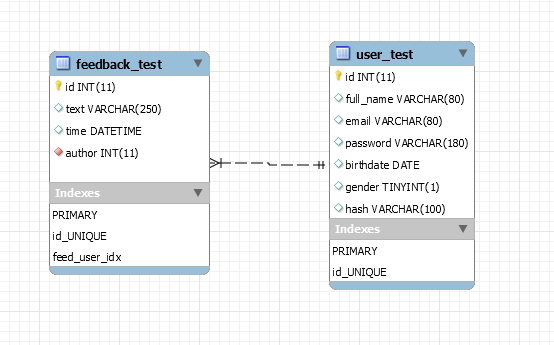 feedback_test
id INT(11)
text VARCHAR(250)
time DATETIME
author INT(11)
Indexes
PRIMARY
id_UNIQUE
feed_user_idx
user_test
id INT(11)
full_name VARCHAR(80)
email VARCHAR(80)
password VARCHAR(180)
birthdate DATE
gender TINYINT(1)
hash VARCHAR(100)
Indexes
PRIMARY
id_UNIQUE